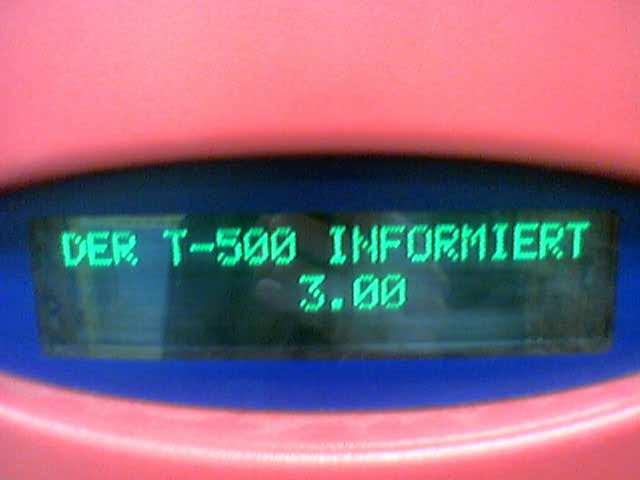 DER T-500 INFORMIERT
3.00